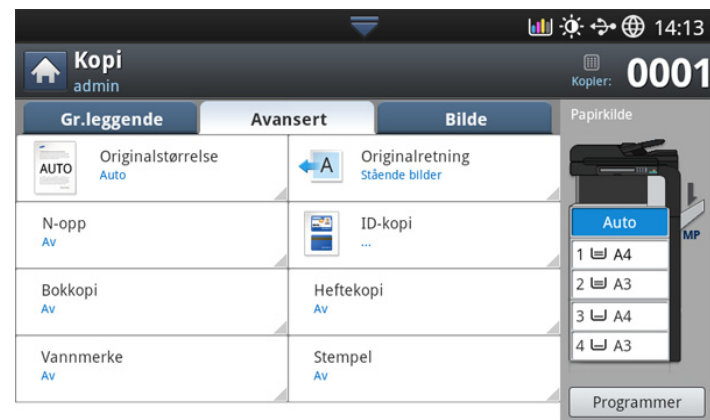 14:13
Kopi
admin
Kopier: 0001
Gr.leggende
Avansert
Bilde
Papirkilde
AUTO
Originalstørrelse
Auto
A
Originalretning
Stående bilder
N-opp
Av
ID-kopi
...
Bokkopi
Av
Heftekopi
Av
Vannmerke
Av
Stempel
Av
Auto
MP
1 A4
2 A3
3 A4
4 A3
Programmer